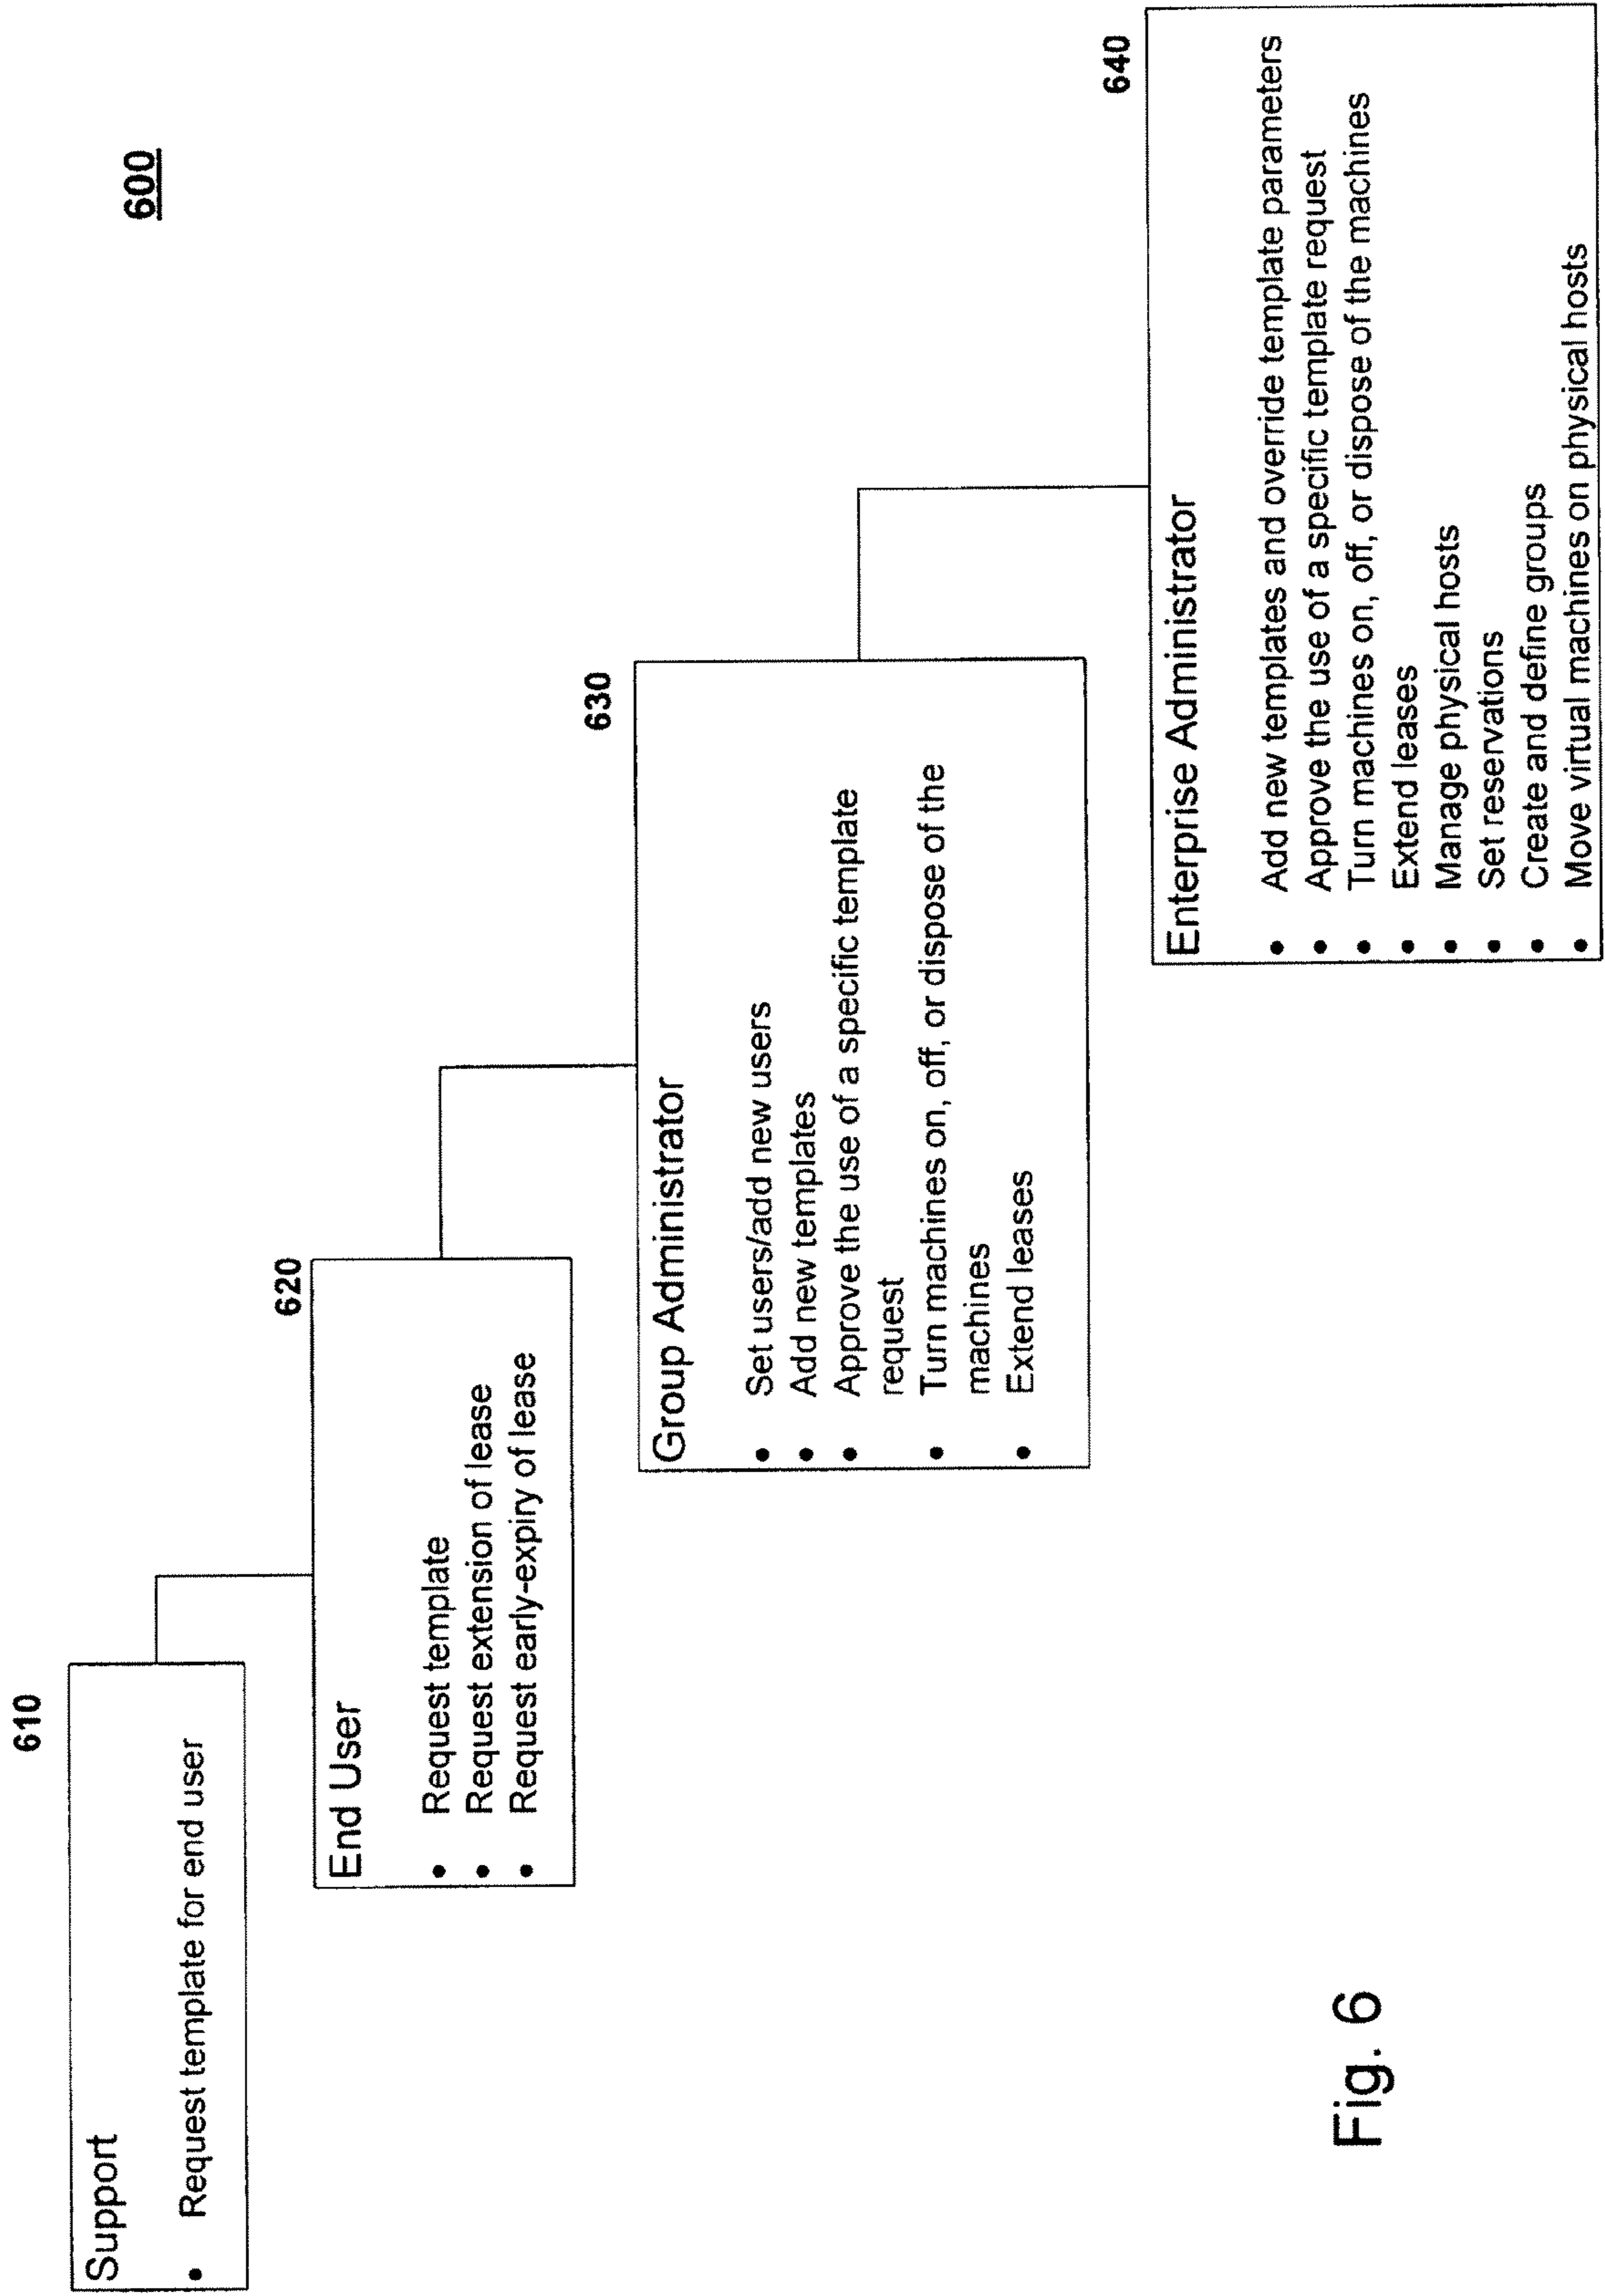 600
610
Support
• Request template for end user
620
End User
• Request template
• Request extension of lease
• Request early-expiry of lease
630
Group Administrator
• Set users/add new users
• Add new templates
• Approve the use of a specific template
request
• Turn machines on, off, or dispose of the
machines
• Extend leases
640
Enterprise Administrator
• Add new templates and override template parameters
• Approve the use of a specific template request
• Turn machines on, off, or dispose of the machines
• Extend leases
• Manage physical hosts
• Set reservations
• Create and define groups
• Move virtual machines on physical hosts
Fig. 6